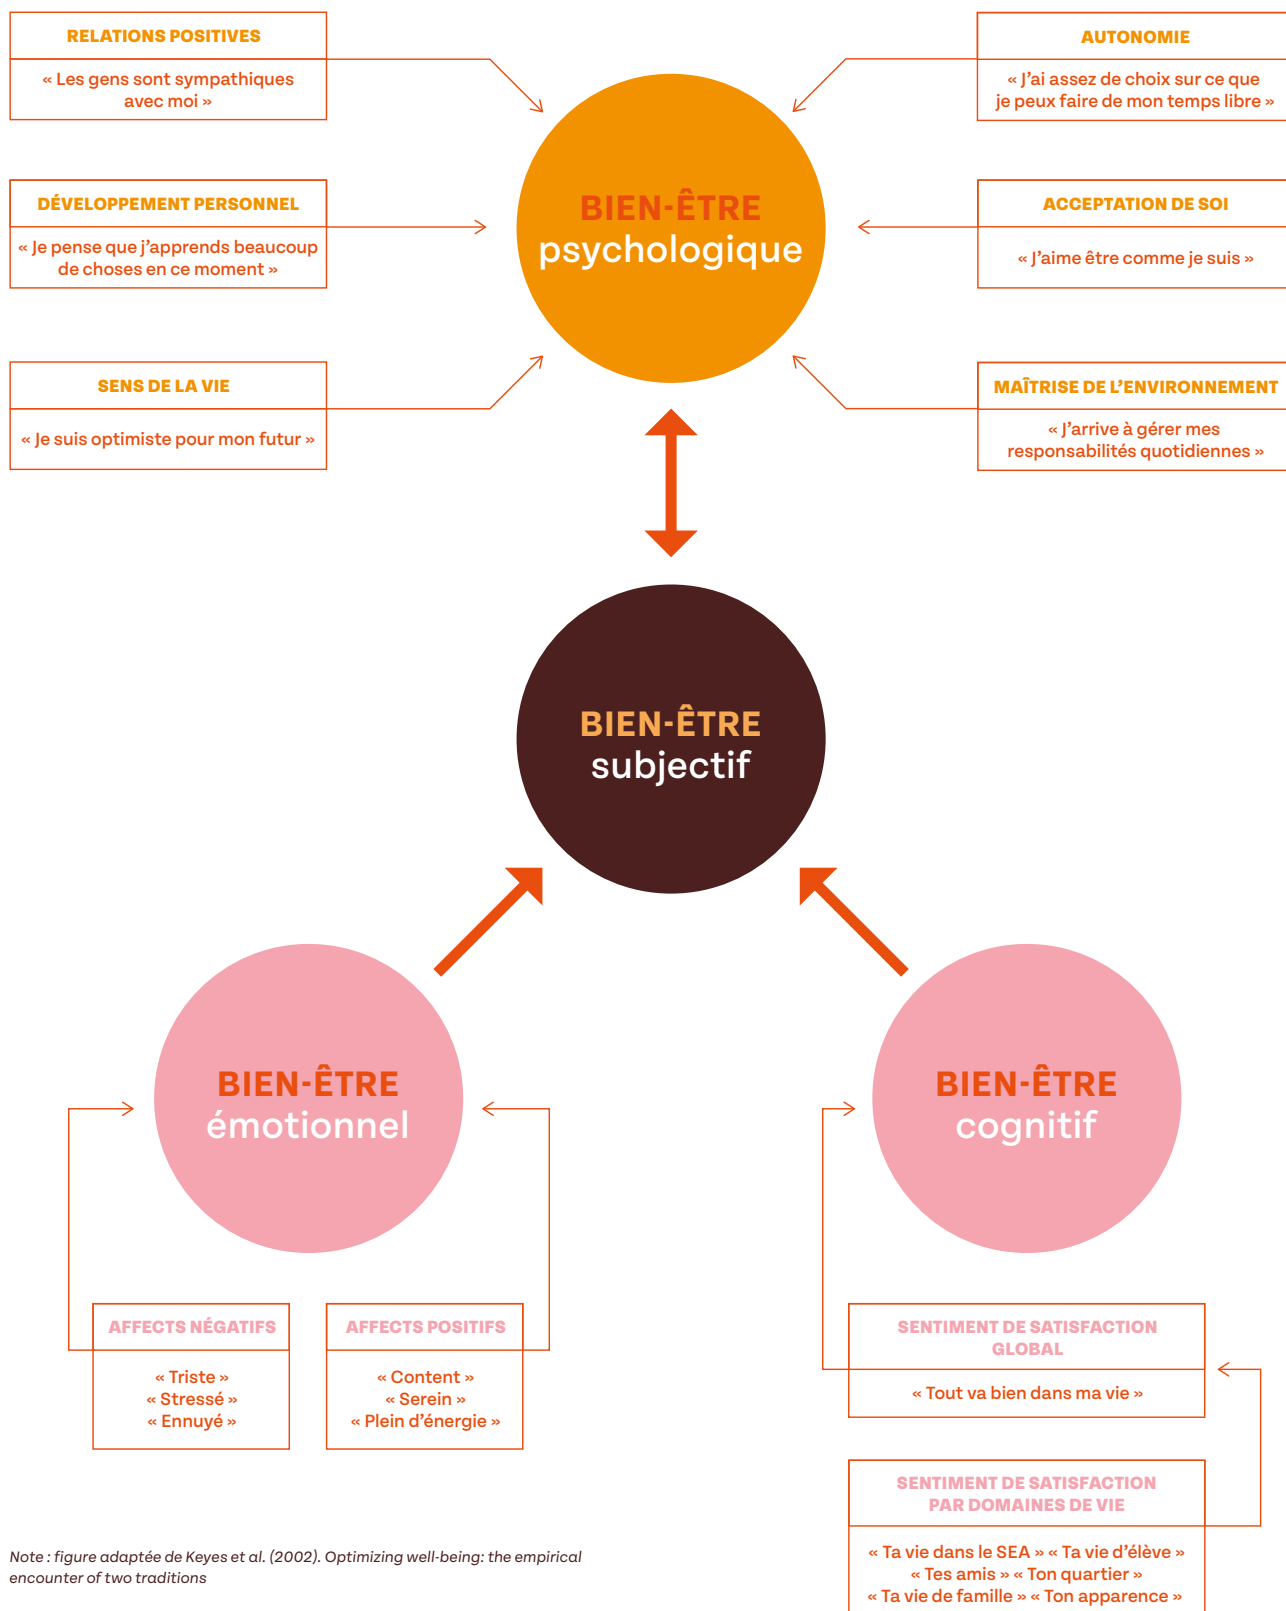 RELATIONS POSITIVES
« Les gens sont sympathiques
avec moi »
AUTONOMIE
« J’ai assez de choix sur ce que
je peux faire de mon temps libre »
DÉVELOPPEMENT PERSONNEL
« Je pense que j’apprends beaucoup
de choses en ce moment »
BIEN-ÊTRE
psychologique
ACCEPTATION DE SOI
« J’aime être comme je suis »
SENS DE LA VIE
« Je suis optimiste pour mon futur »
MAÎTRISE DE L’ENVIRONNEMENT
« J’arrive à gérer mes
responsabilités quotidiennes »
BIEN-ÊTRE
subjectif
BIEN-ÊTRE
émotionnel
BIEN-ÊTRE
cognitif
AFFECTS NÉGATIFS
« Triste »
« Stressé »
« Ennuyé »
AFFECTS POSITIFS
« Content »
« Serein »
« Plein d’énergie »
SENTIMENT DE SATISFACTION
GLOBAL
« Tout va bien dans ma vie »
SENTIMENT DE SATISFACTION
PAR DOMAINES DE VIE
« Ta vie dans le SEA » « Ta vie d’élève »
« Tes amis » « Ton quartier »
« Ta vie de famille » « Ton apparence »
Note : figure adaptée de Keyes et al. (2002). Optimizing well-being: the empirical
encounter of two traditions